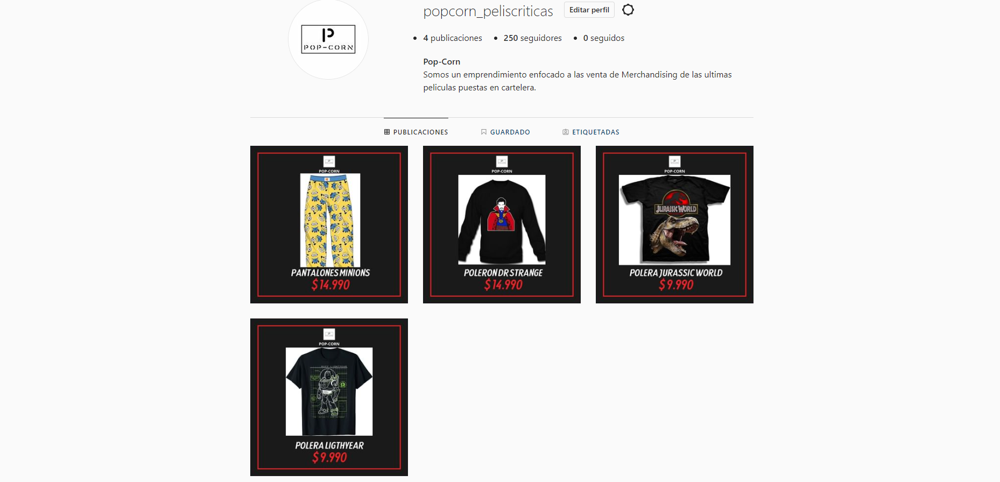 popcorn_peliscriticas
Editar perfil
P
POP-CORN
4 publicaciones
250 seguidores
0 seguidos
Pop-Corn
Somos un emprendimiento enfocado a las venta de Merchandising de las ultimas
peliculas puestas en cartelera.
PUBLICACIONES
GUARDADO
ETIQUETADAS
POP-CORN
PANTALONES MINIONS
$14.990
POP-CORN
POLERON DR STRANGE
$14.990
POP-CORN
JURASSIC WORLD
POLERA JURASSIC WORLD
$9.990
POP-CORN
BUZZ LIGHTYEAR
POLERA LIGTHYEAR
$9.990